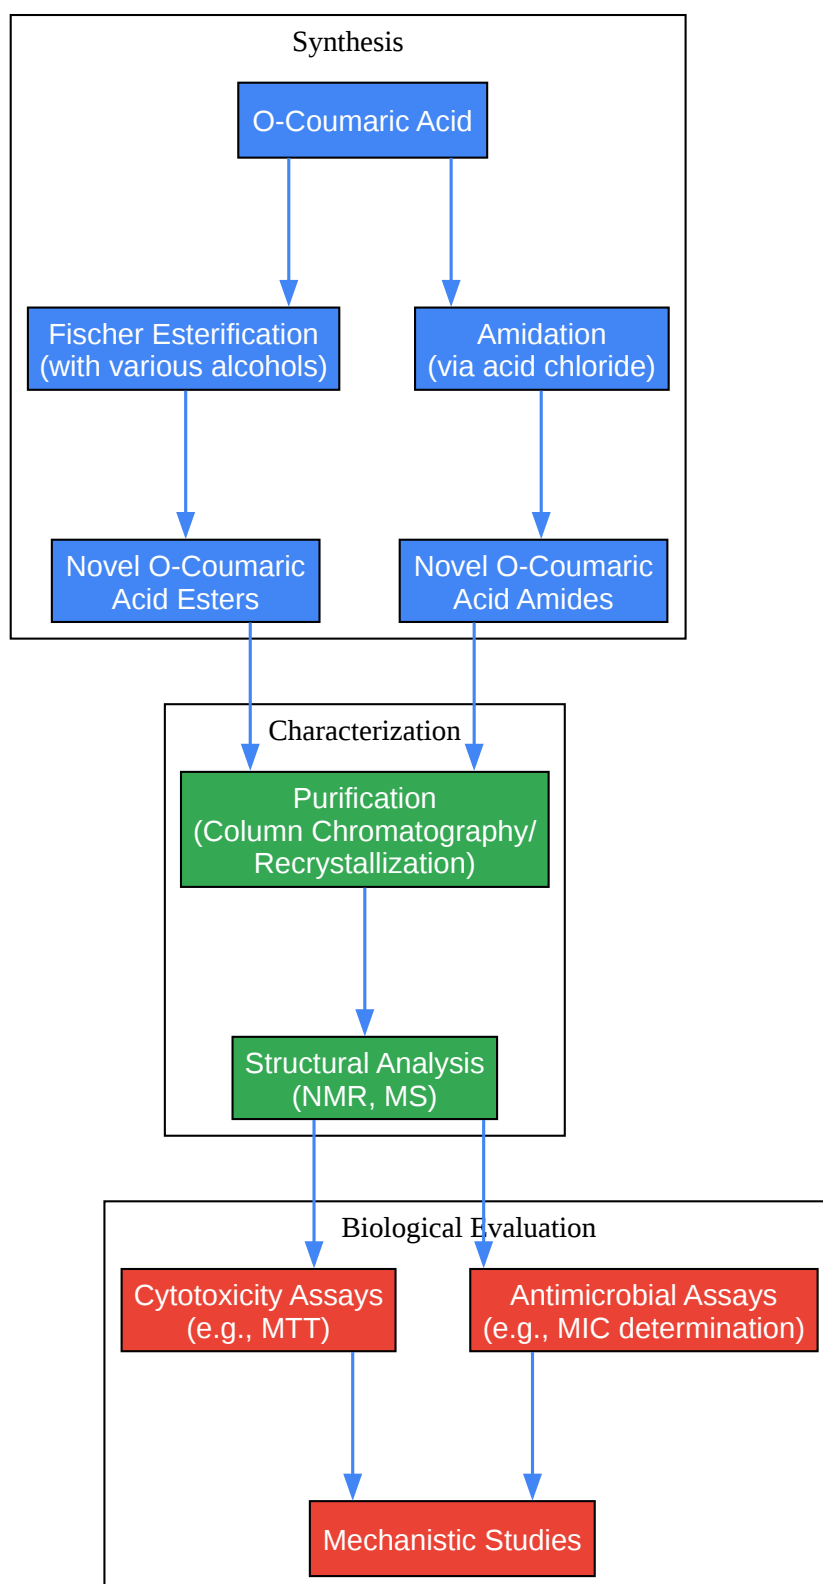 Synthesis
O-Coumaric Acid
Fischer Esterification
(with various alcohols)
Amidation
(via acid chloride)
Novel O-Coumaric
Acid Esters
Novel O-Coumaric
Acid Amides
Characterization
Purification
(Column Chromatography/
Recrystallization)
Structural Analysis
(NMR, MS)
Biological Evaluation
Cytotoxicity Assays
(e.g., MTT)
Antimicrobial Assays
(e.g., MIC determination)
Mechanistic Studies